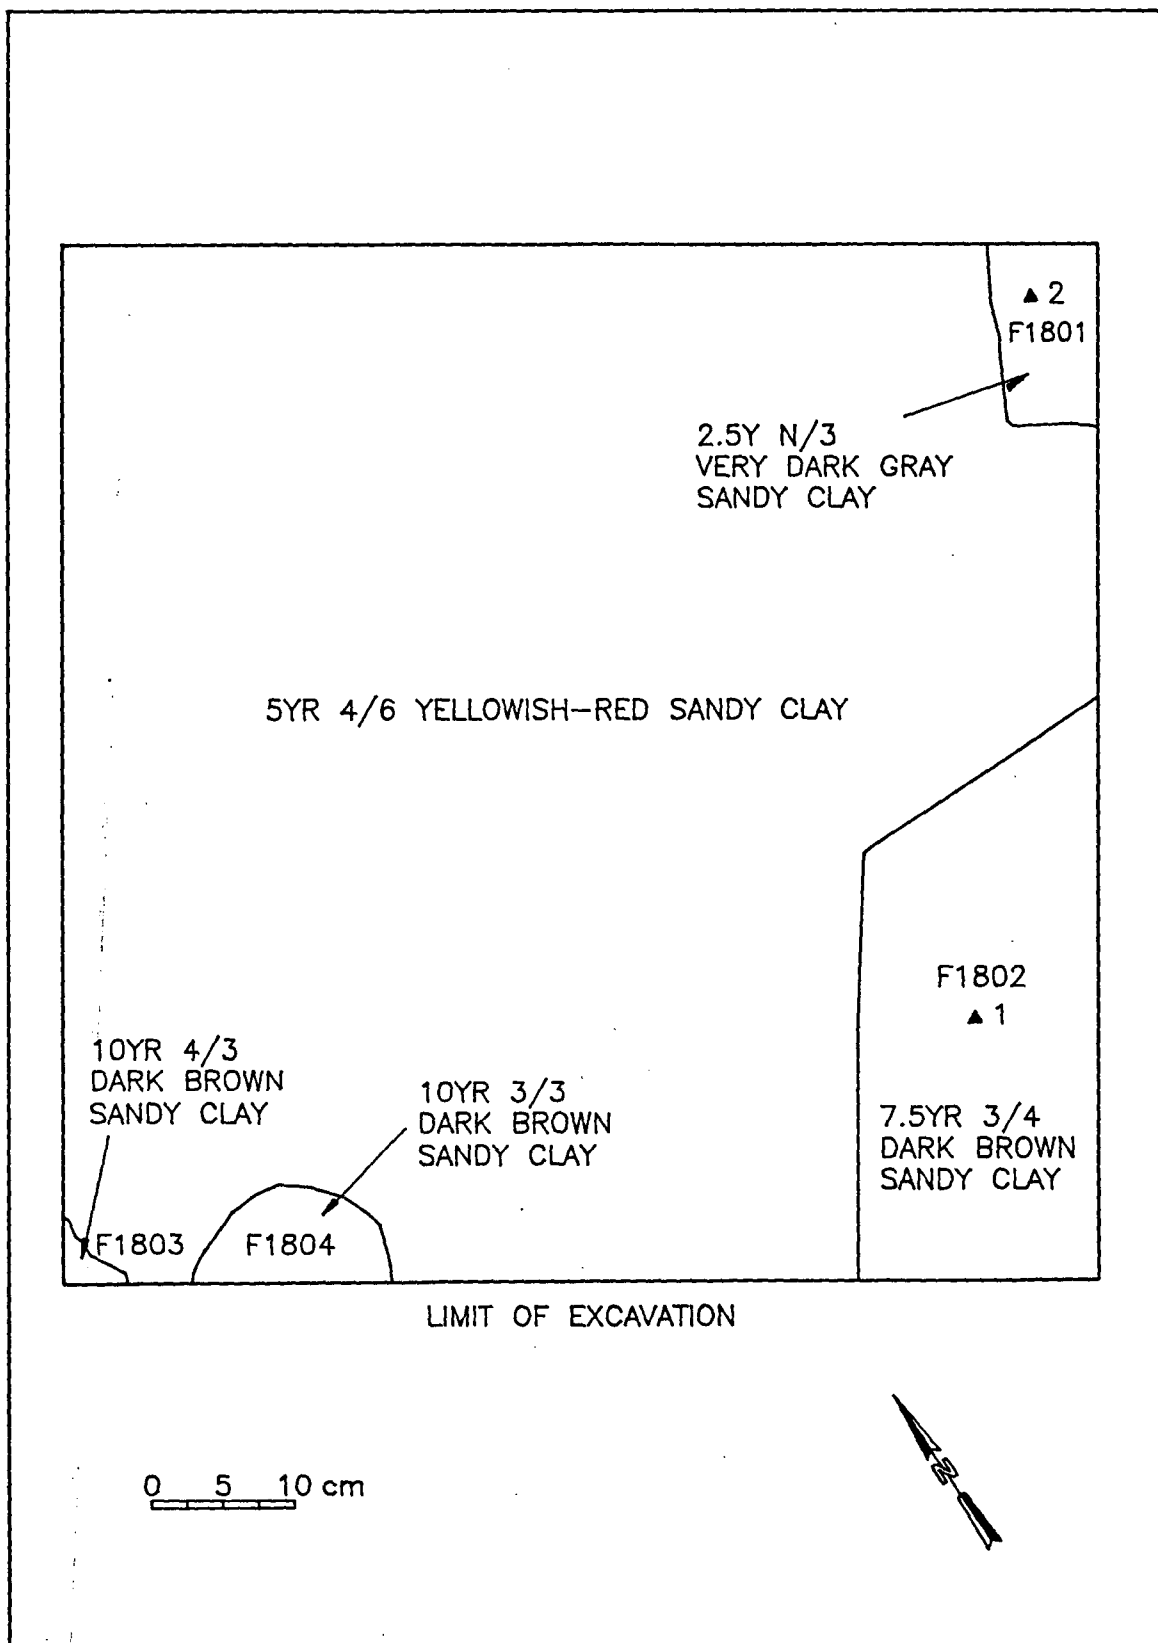 ▲ 2
F1801
2.5Y N/3
VERY DARK GRAY
SANDY CLAY
5YR 4/6 YELLOWISH-RED SANDY CLAY
F1802
▲ 1
10YR 4/3
DARK BROWN
SANDY CLAY
10YR 3/3
DARK BROWN
SANDY CLAY
7.5YR 3/4
DARK BROWN
SANDY CLAY
F1803
F1804
LIMIT OF EXCAVATION
0 5 10 cm
N